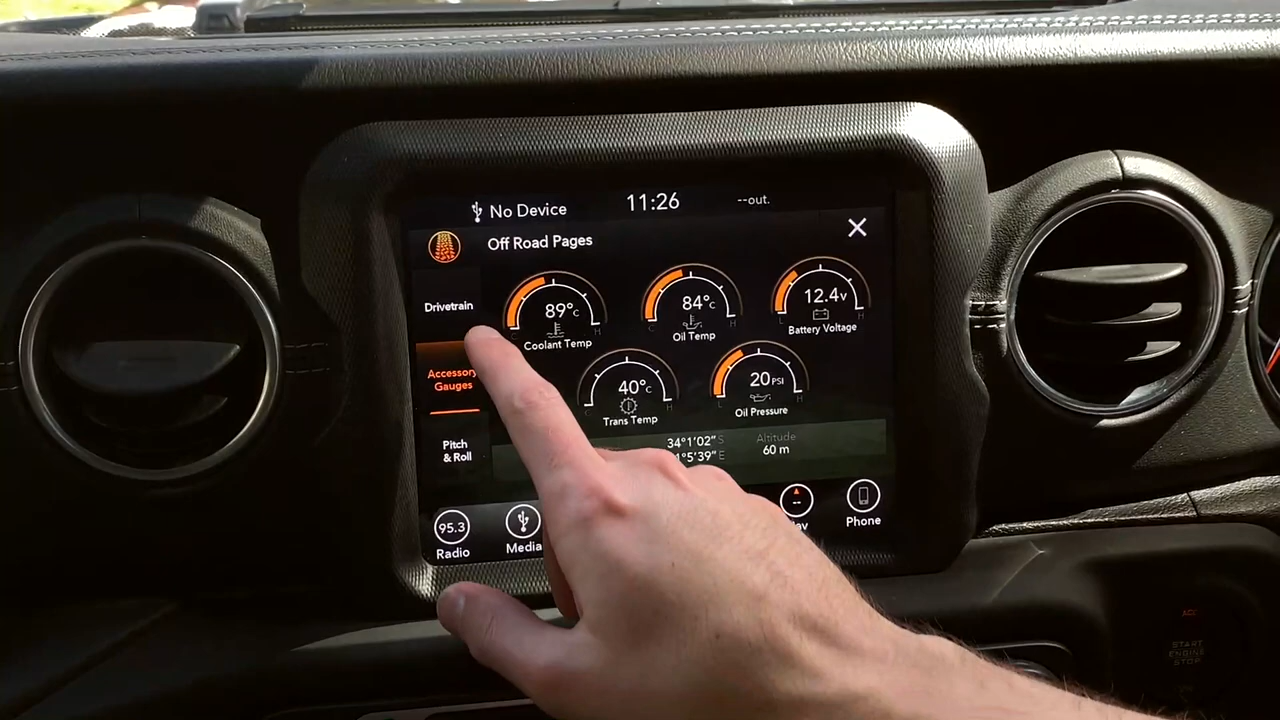 No Device
11:26
--out.
Off Road Pages
Drivetrain
Accessory
Gauges
Pitch
& Roll
89°C
C H
Coolant Temp
84°C
C H
Oil Temp
12.4v
L H
Battery Voltage
40°C
C H
Trans Temp
20 PSI
L H
Oil Pressure
34°1'02" S
1°5'39" E
Altitude
60 m
95.3
Radio
Media
--
Phone
START
ENGINE
STOP